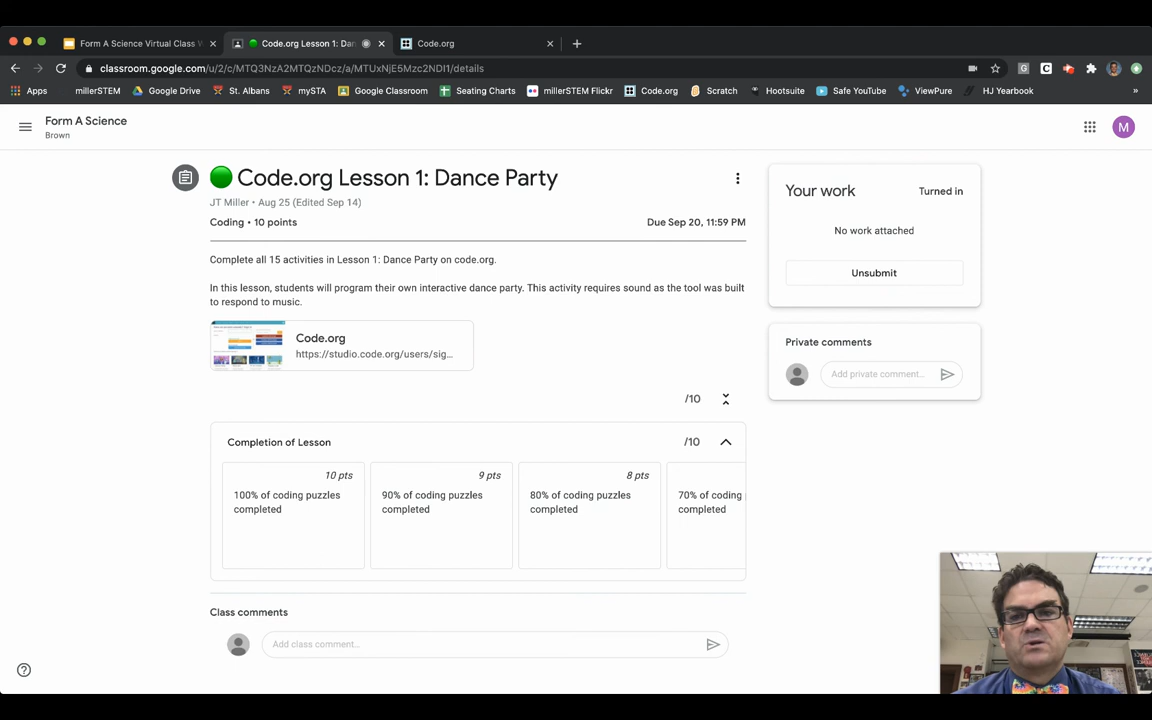 Form A Science Virtual Class W
Code.org Lesson 1: Dan
Code.org
classroom.google.com/u/2/c/MTQ3NzA2MTQzNDcz/a/MTUxNjE5Mzc2NDI1/details
Apps
millerSTEM
Google Drive
St. Albans
mySTA
Google Classroom
Seating Charts
millerSTEM Flickr
Code.org
Scratch
Hootsuite
Safe YouTube
ViewPure
HJ Yearbook
»
Form A Science
Brown
M
Code.org Lesson 1: Dance Party
JT Miller • Aug 25 (Edited Sep 14)
Coding • 10 points
Due Sep 20, 11:59 PM
Complete all 15 activities in Lesson 1: Dance Party on code.org.
In this lesson, students will program their own interactive dance party. This activity requires sound as the tool was built
to respond to music.
Code.org
https://studio.code.org/users/sig...
/10
Completion of Lesson
/10
10 pts
100% of coding puzzles
completed
9 pts
90% of coding puzzles
completed
8 pts
80% of coding puzzles
completed
70% of coding
completed
Class comments
Add class comment...
Your work
Turned in
No work attached
Unsubmit
Private comments
Add private comment...